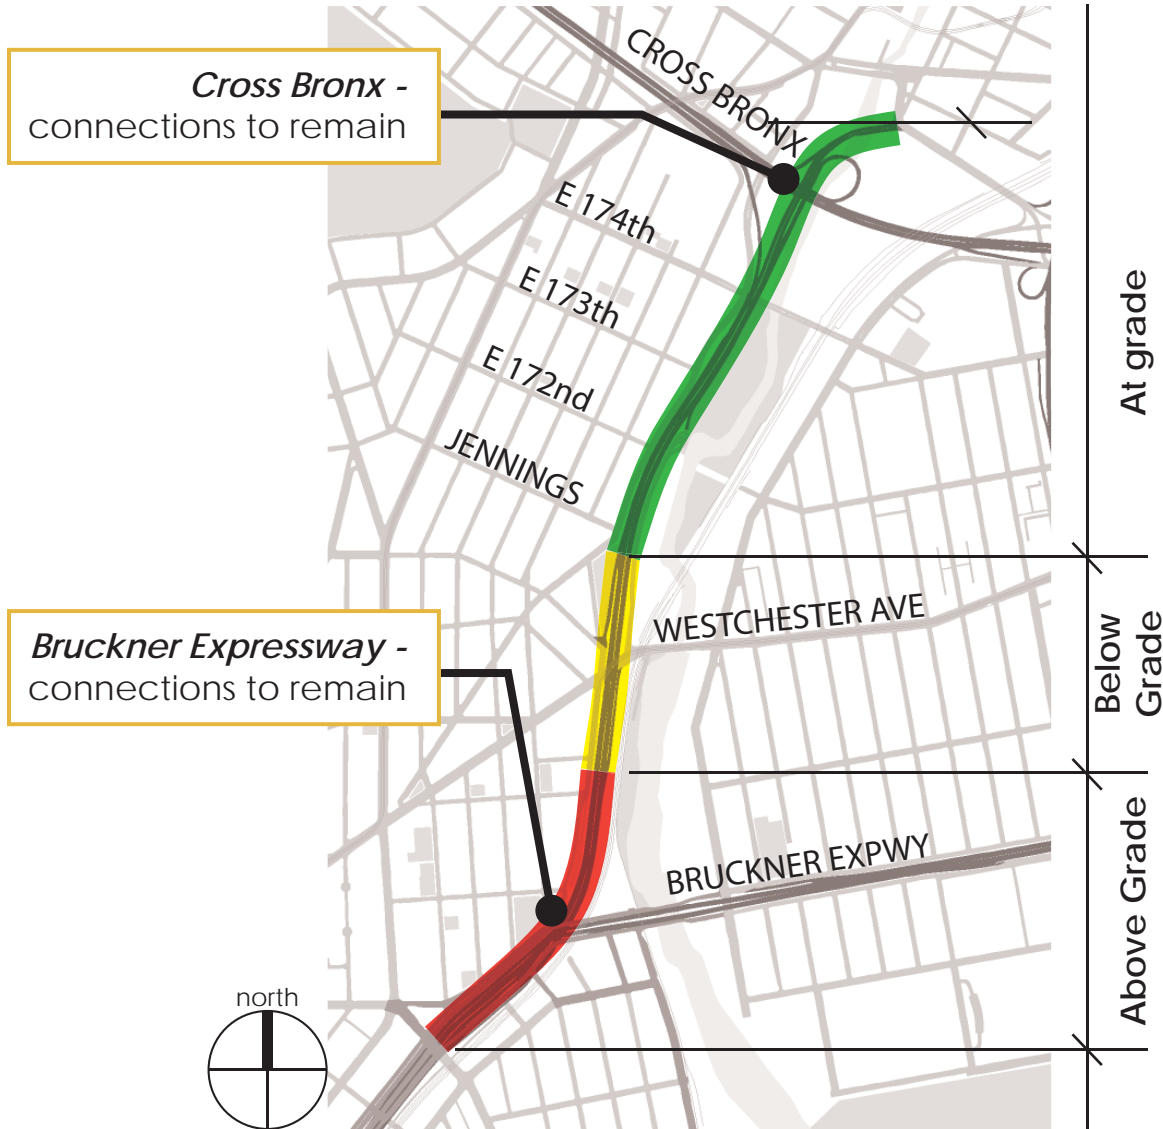 CROSS BRONX
Cross Bronx -
connections to remain
E 174th
E 173th
E 172nd
JENNINGS
At grade
WESTCHESTER AVE
Bruckner Expressway -
connections to remain
Below
Grade
BRUCKNER EXPWY
Above Grade
north